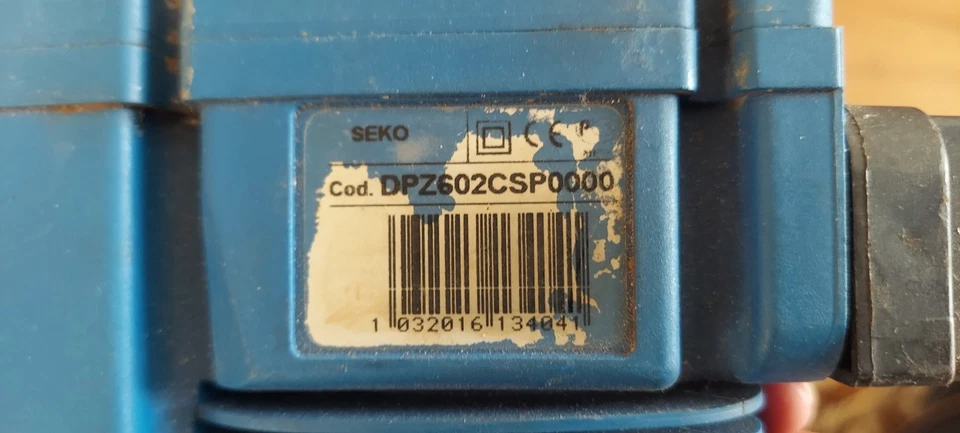 SEKO CE
Cod. DPZ602CSP0000
1 032016 134041